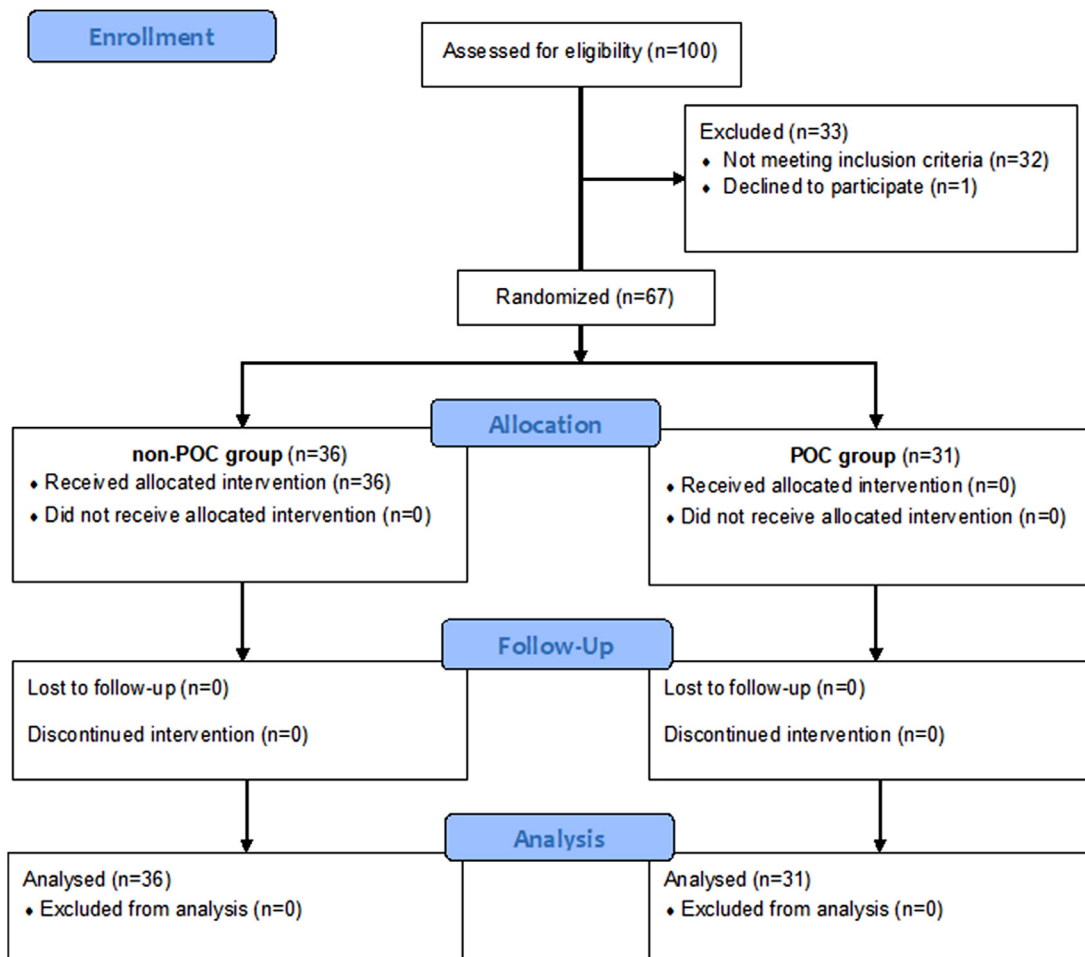 Enrollment
Assessed for eligibility (n=100)
Excluded (n=33)
♦ Not meeting inclusion criteria (n=32)
♦ Declined to participate (n=1)
Randomized (n=67)
Allocation
non-POC group (n=36)
♦ Received allocated intervention (n=36)
♦ Did not receive allocated intervention (n=0)
POC group (n=31)
♦ Received allocated intervention (n=0)
♦ Did not receive allocated intervention (n=0)
Follow-Up
Lost to follow-up (n=0)
Discontinued intervention (n=0)
Lost to follow-up (n=0)
Discontinued intervention (n=0)
Analysis
Analysed (n=36)
♦ Excluded from analysis (n=0)
Analysed (n=31)
♦ Excluded from analysis (n=0)